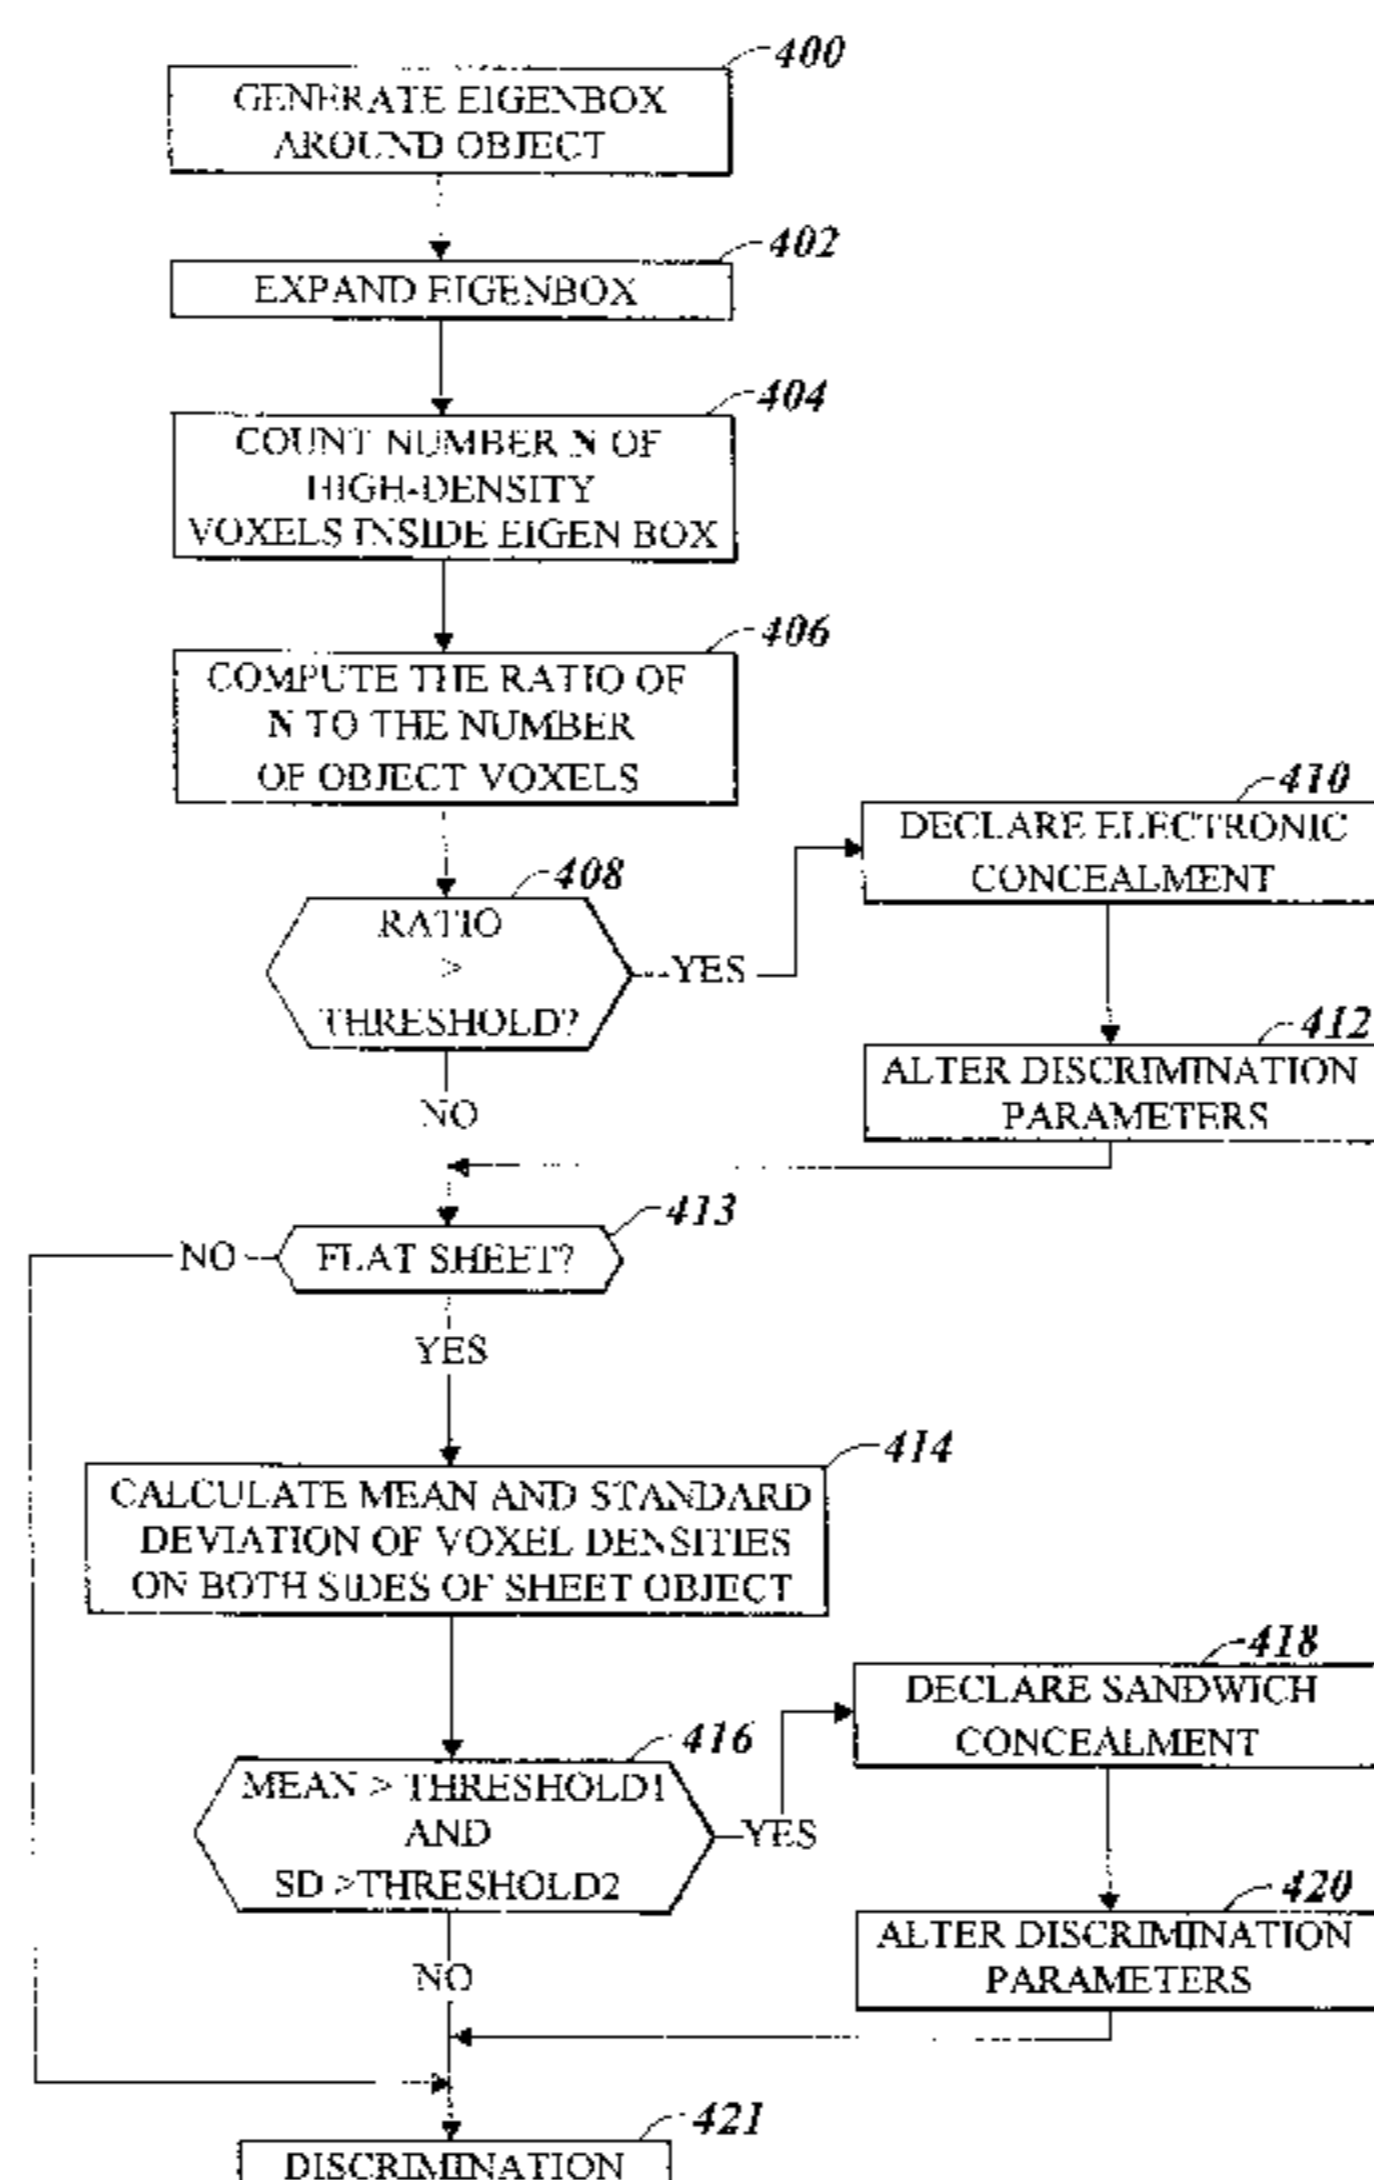 400
GENERATE EIGENBOX
AROUND OBJECT
402
EXPAND EIGENBOX
404
COUNT NUMBER N OF
HIGH-DENSITY
VOXELS INSIDE EIGEN BOX
406
COMPUTE THE RATIO OF
N TO THE NUMBER
OF OBJECT VOXELS
408
RATIO
>
THRESHOLD?
YES
NO
410
DECLARE ELECTRONIC
CONCEALMENT
412
ALTER DISCRIMINATION
PARAMETERS
413
FLAT SHEET?
NO
YES
414
CALCULATE MEAN AND STANDARD
DEVIATION OF VOXEL DENSITIES
ON BOTH SIDES OF SHEET OBJECT
416
MEAN > THRESHOLD1
AND
SD >THRESHOLD2
YES
NO
418
DECLARE SANDWICH
CONCEALMENT
420
ALTER DISCRIMINATION
PARAMETERS
421
DISCRIMINATION